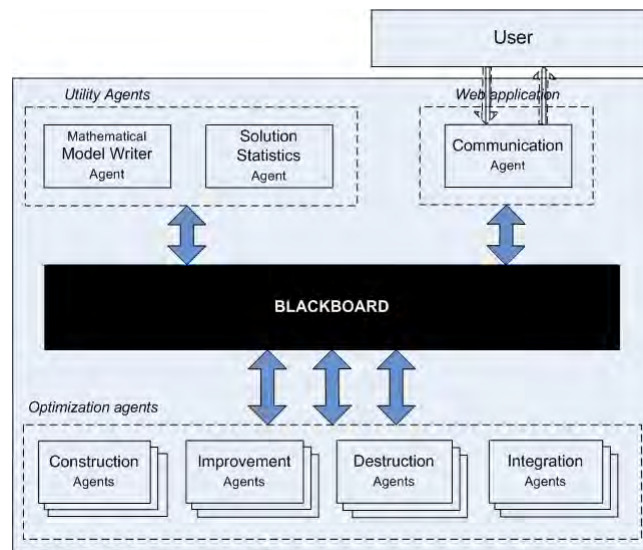 User
Utility Agents
Web application
Mathematical
Model Writer
Agent
Solution
Statistics
Agent
Communication
Agent
BLACKBOARD
Optimization agents
Construction
Agents
Improvement
Agents
Destruction
Agents
Integration
Agents